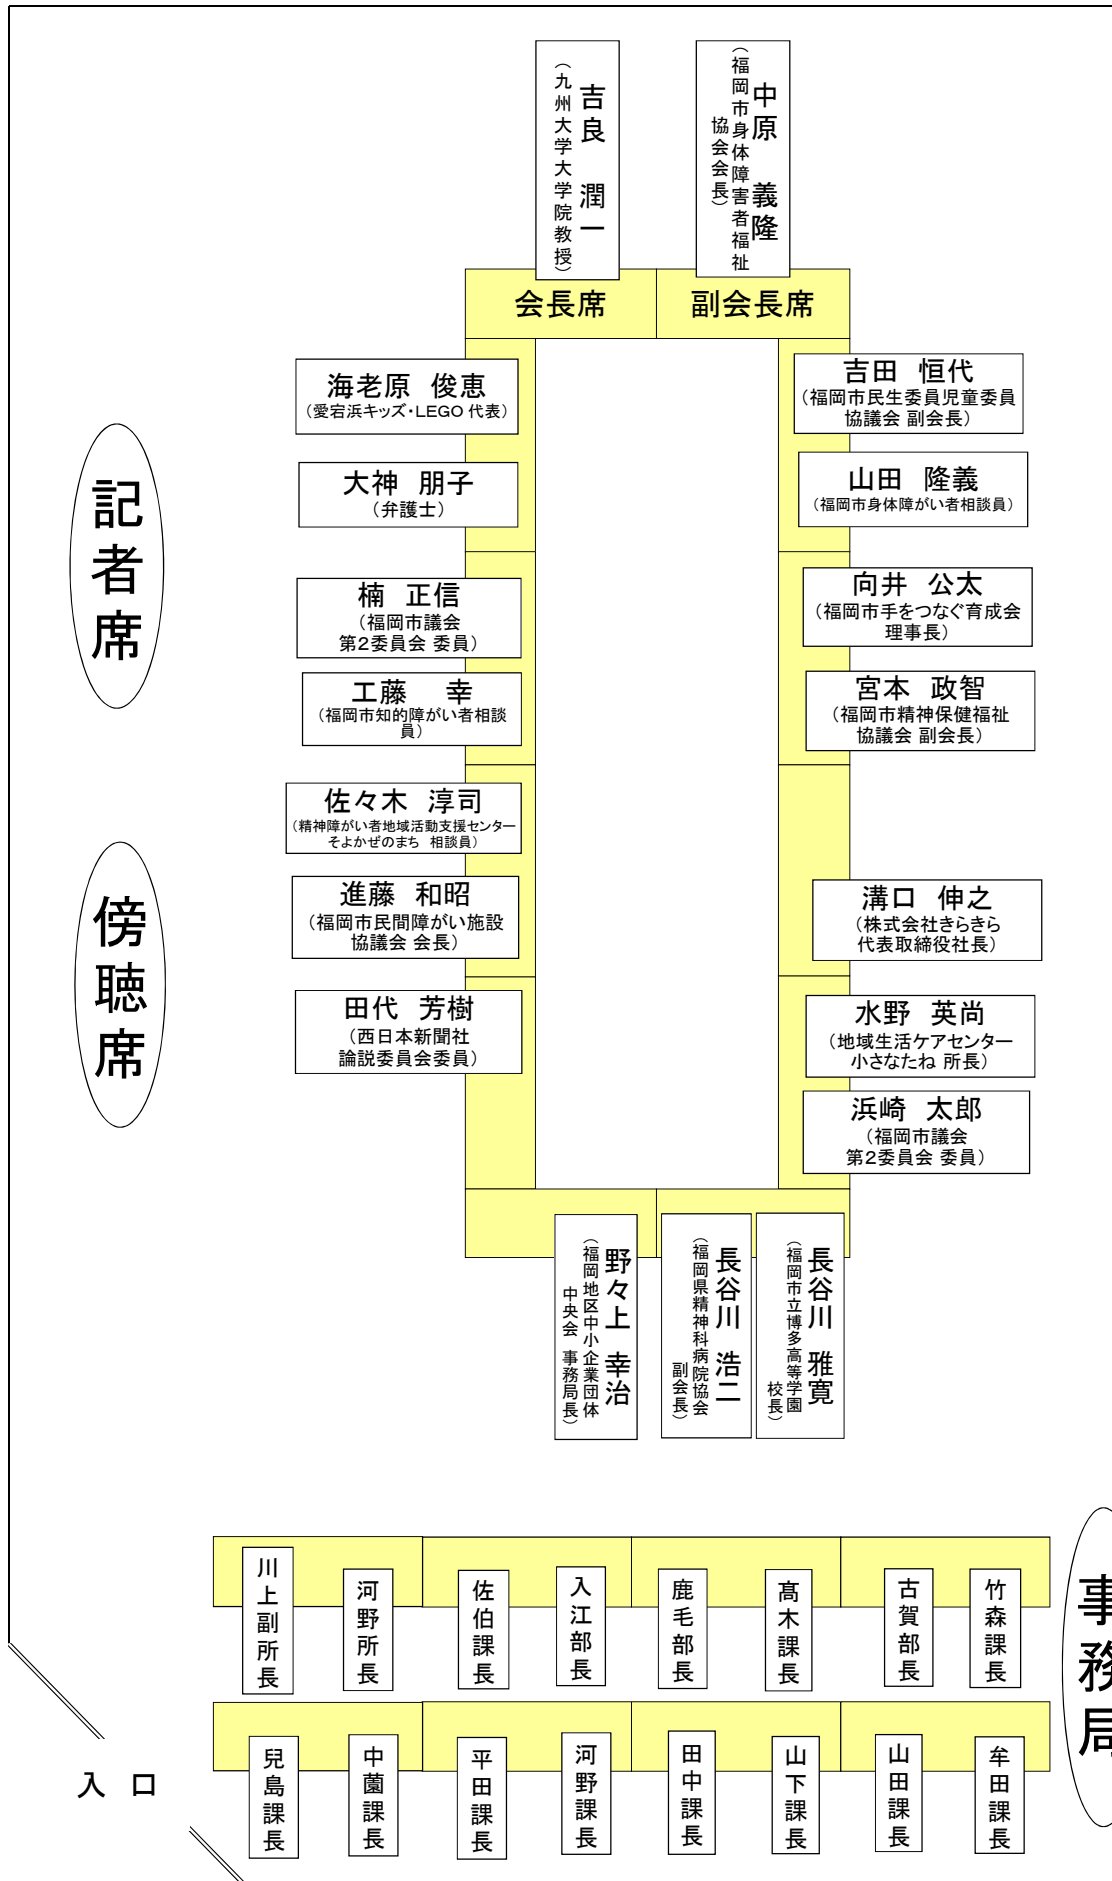 吉良 潤一
（九州大学大学院教授）
中原 義隆
（福岡市身体障害者福祉
協会会長）
会長席
副会長席
海老原 俊恵
（愛宕浜キッズ・LEGO 代表）
大神 朋子
（弁護士）
楠 正信
（福岡市議会
第2委員会 委員）
工藤 幸
（福岡市知的障がい者相談
員）
佐々木 淳司
（精神障がい者地域活動支援センター
そよかぜのまち 相談員）
進藤 和昭
（福岡市民間障がい施設
協議会 会長）
田代 芳樹
（西日本新聞社
論説委員会委員）
吉田 恒代
（福岡市民生委員児童委員
協議会 副会長）
山田 隆義
（福岡市身体障がい者相談員）
向井 公太
（福岡市手をつなぐ育成会
理事長）
宮本 政智
（福岡市精神保健福祉
協議会 副会長）
溝口 伸之
（株式会社きらきら
代表取締役社長）
水野 英尚
（地域生活ケアセンター
小さなたね 所長）
浜崎 太郎
（福岡市議会
第2委員会 委員）
野々上 幸治
（福岡地区中小企業団体
中央会 事務局長）
長谷川 浩二
（福岡県精神科病院協会
副会長）
長谷川 雅寛
（福岡市立博多高等学園
校長）
記者席
傍聴席
川上副所長
河野所長
佐伯課長
入江部長
鹿毛部長
髙木課長
古賀部長
竹森課長
事務局
兒島課長
中薗課長
平田課長
河野課長
田中課長
山下課長
山田課長
牟田課長
入 口